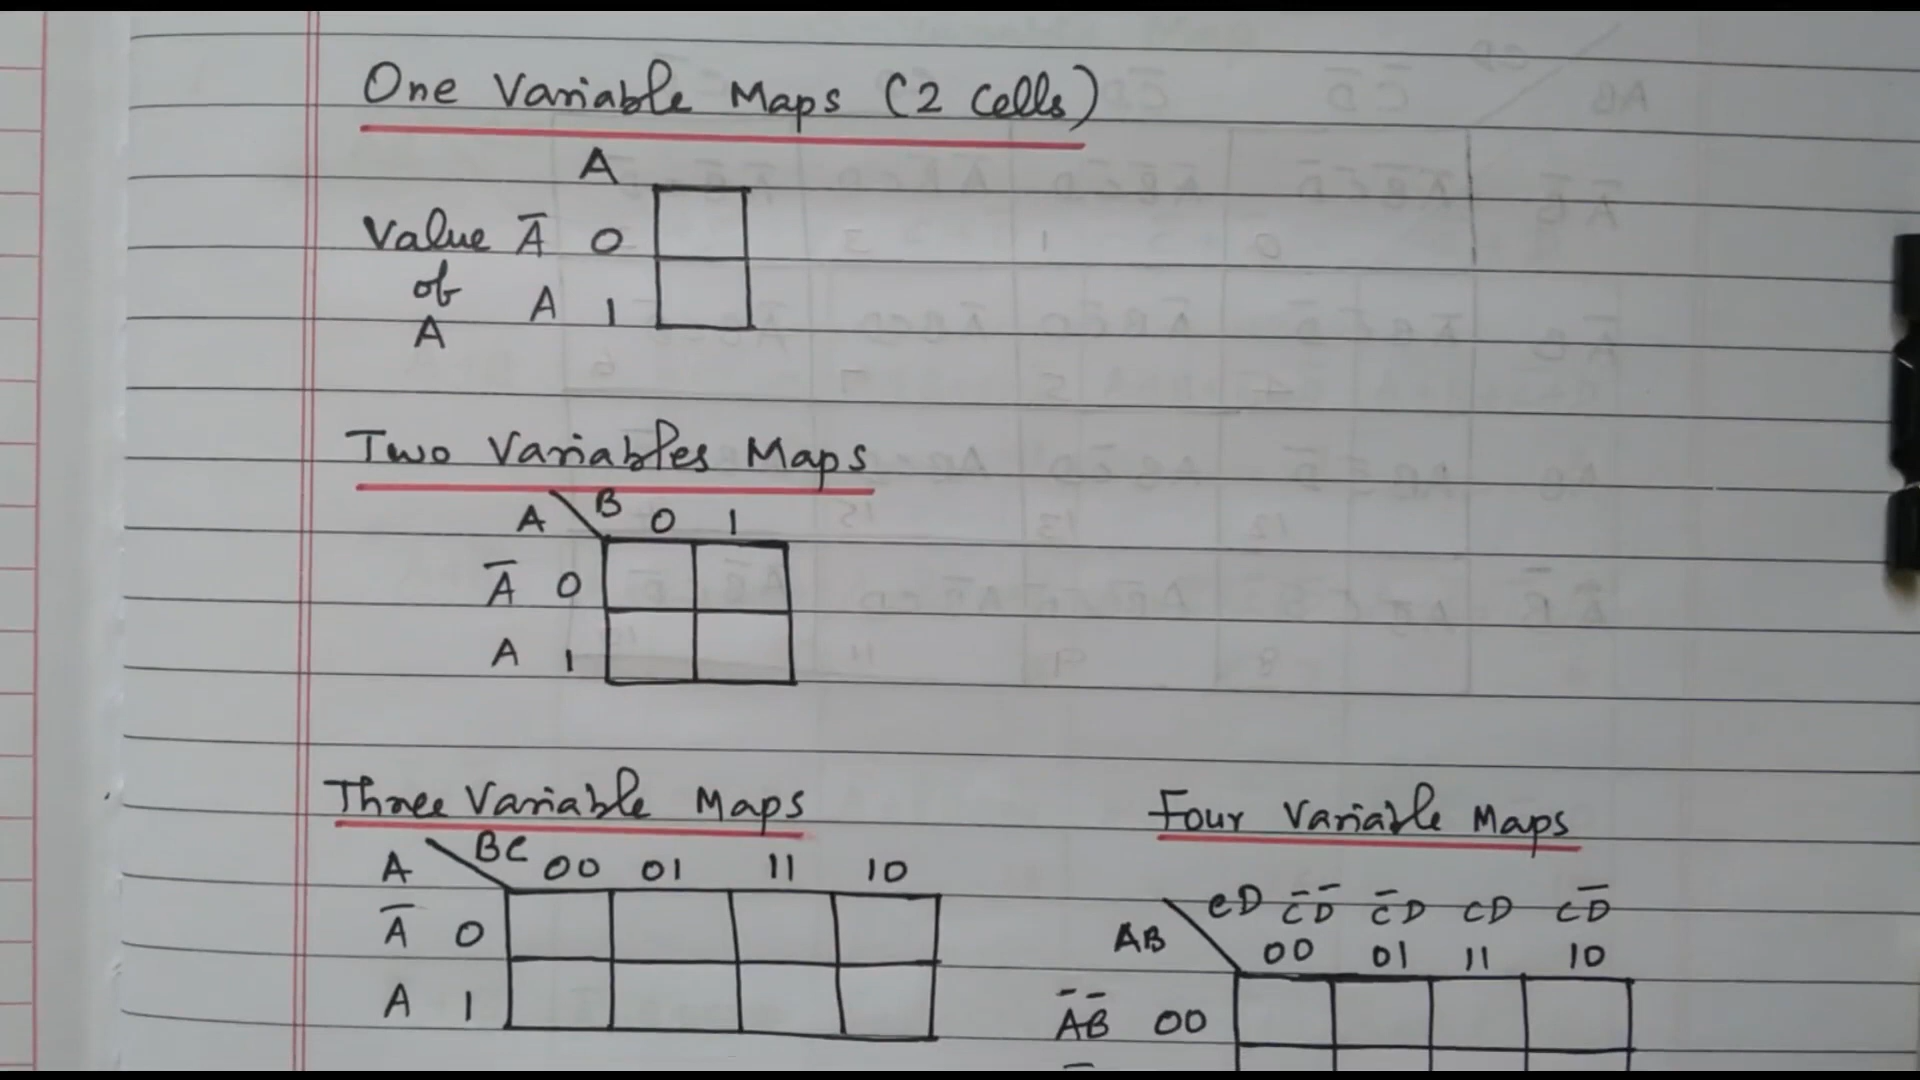 One Variable Maps (2 cells)
A
Value Ā 0
of
A
A 1
Two Variables Maps
A B 0 1
Ā 0
A 1
Three Variable Maps
A BC 00 01 11 10
Ā 0
A 1
Four Variable Maps
CD C̄D̄ C̄D CD CD̄
AB 00 01 11 10
ĀB̄ 00